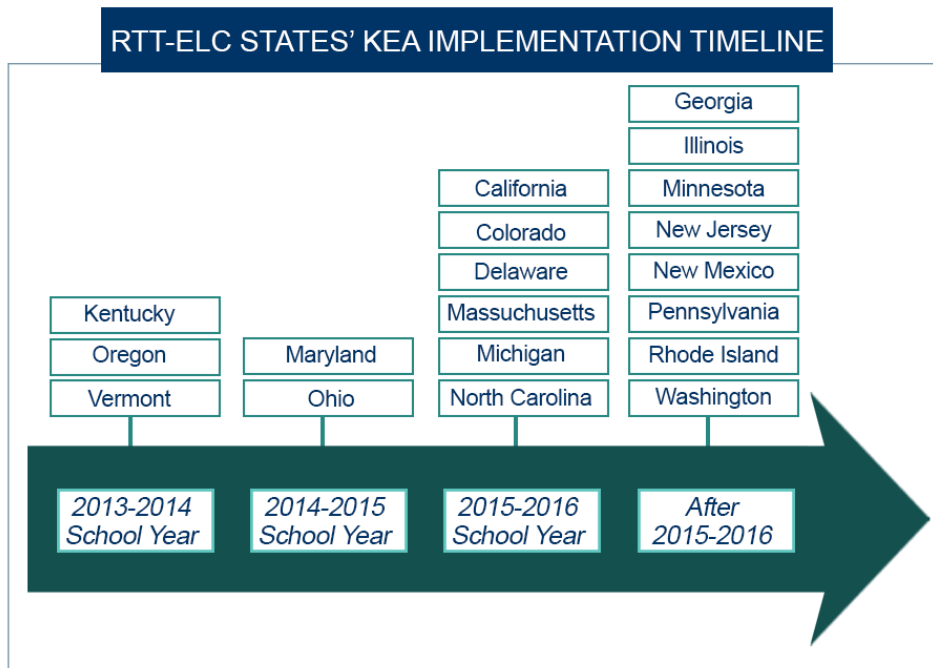 RTT-ELC STATES' KEA IMPLEMENTATION TIMELINE
Kentucky
Oregon
Vermont
2013-2014
School Year
Maryland
Ohio
2014-2015
School Year
California
Colorado
Delaware
Massuchusetts
Michigan
North Carolina
2015-2016
School Year
Georgia
Illinois
Minnesota
New Jersey
New Mexico
Pennsylvania
Rhode Island
Washington
After
2015-2016